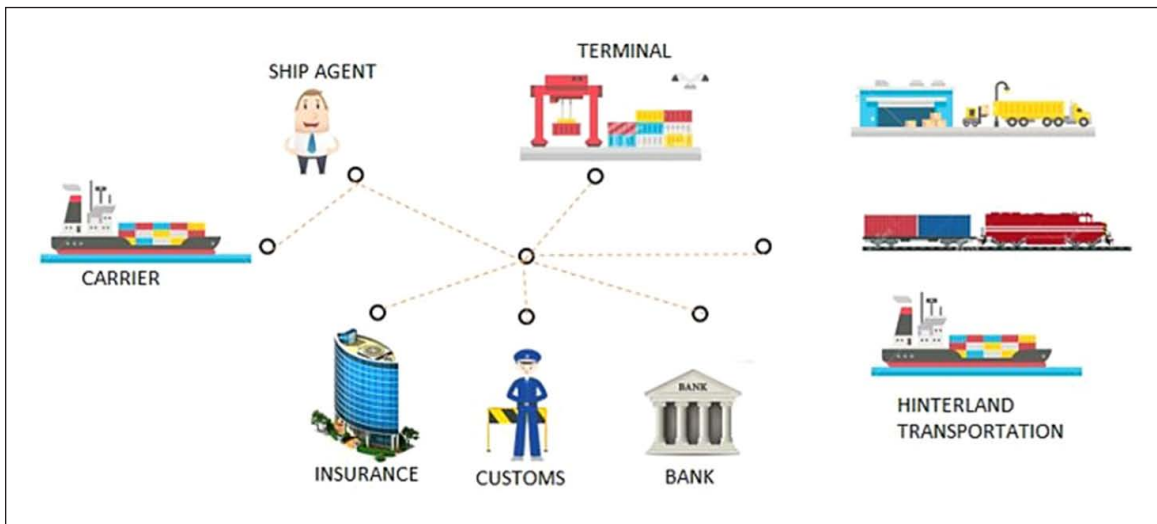 SHIP AGENT
TERMINAL
CARRIER
BANK
INSURANCE
CUSTOMS
BANK
HINTERLAND
TRANSPORTATION